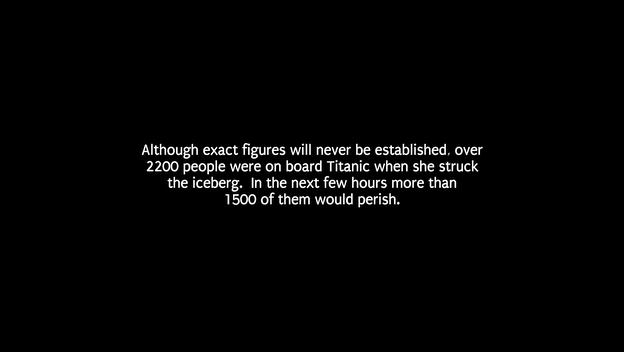 Although exact figures will never be established, over
2200 people were on board Titanic when she struck
the iceberg.  In the next few hours more than
1500 of them would perish.